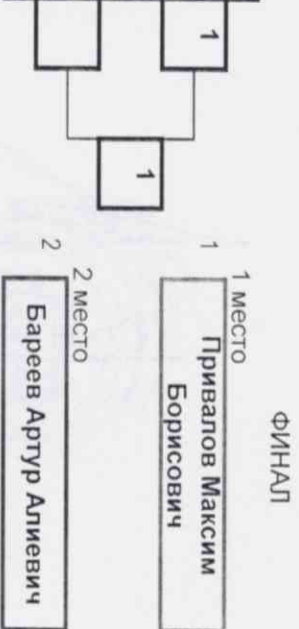 ФИНАЛ
1 место
1
Привалов Максим
Борисович
2 место
2
Бареев Артур Алиевич
1
1